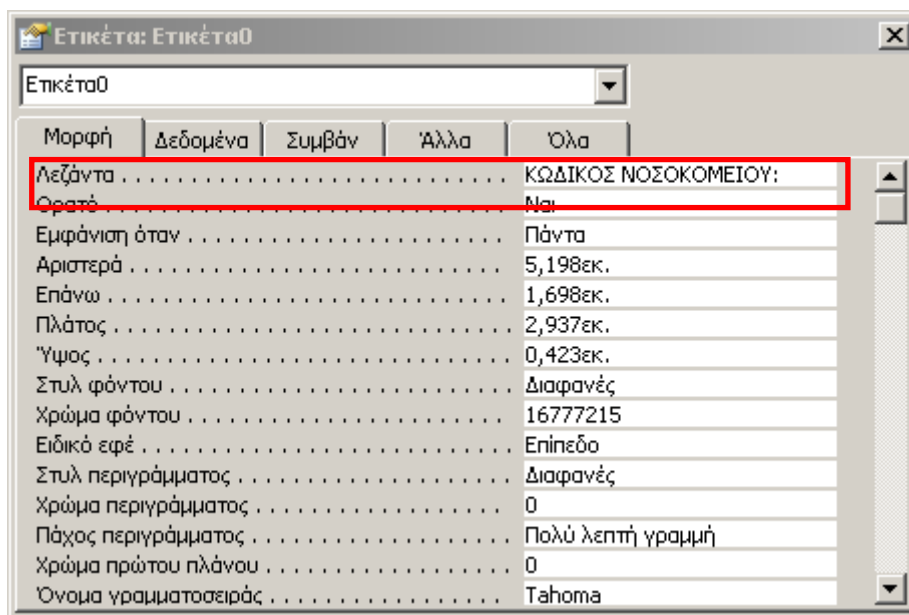 Ετικέτα: Ετικέτα0
Ετικέτα0
Μορφή Δεδομένα Συμβάν Άλλα Όλα
Λεζάντα . . . . . . . . . . . . . . . . . . . . . . . . . . . . ΚΩΔΙΚΟΣ ΝΟΣΟΚΟΜΕΙΟΥ:
Ορατό . . . . . . . . . . . . . . . . . . . . . . . . . . . . . Ναι
Εμφάνιση όταν . . . . . . . . . . . . . . . . . . . . . . . Πάντα
Αριστερά . . . . . . . . . . . . . . . . . . . . . . . . . . . 5,198εκ.
Επάνω . . . . . . . . . . . . . . . . . . . . . . . . . . . . . 1,698εκ.
Πλάτος . . . . . . . . . . . . . . . . . . . . . . . . . . . . 2,937εκ.
Ύψος . . . . . . . . . . . . . . . . . . . . . . . . . . . . . 0,423εκ.
Στυλ φόντου . . . . . . . . . . . . . . . . . . . . . . . . Διαφανές
Χρώμα φόντου . . . . . . . . . . . . . . . . . . . . . . . 16777215
Ειδικό εφέ . . . . . . . . . . . . . . . . . . . . . . . . . . Επίπεδο
Στυλ περιγράμματος . . . . . . . . . . . . . . . . . . . Διαφανές
Χρώμα περιγράμματος . . . . . . . . . . . . . . . . . . 0
Πάχος περιγράμματος . . . . . . . . . . . . . . . . . . Πολύ λεπτή γραμμή
Χρώμα πρώτου πλάνου . . . . . . . . . . . . . . . . . 0
Όνομα γραμματοσειράς . . . . . . . . . . . . . . . . . Tahoma